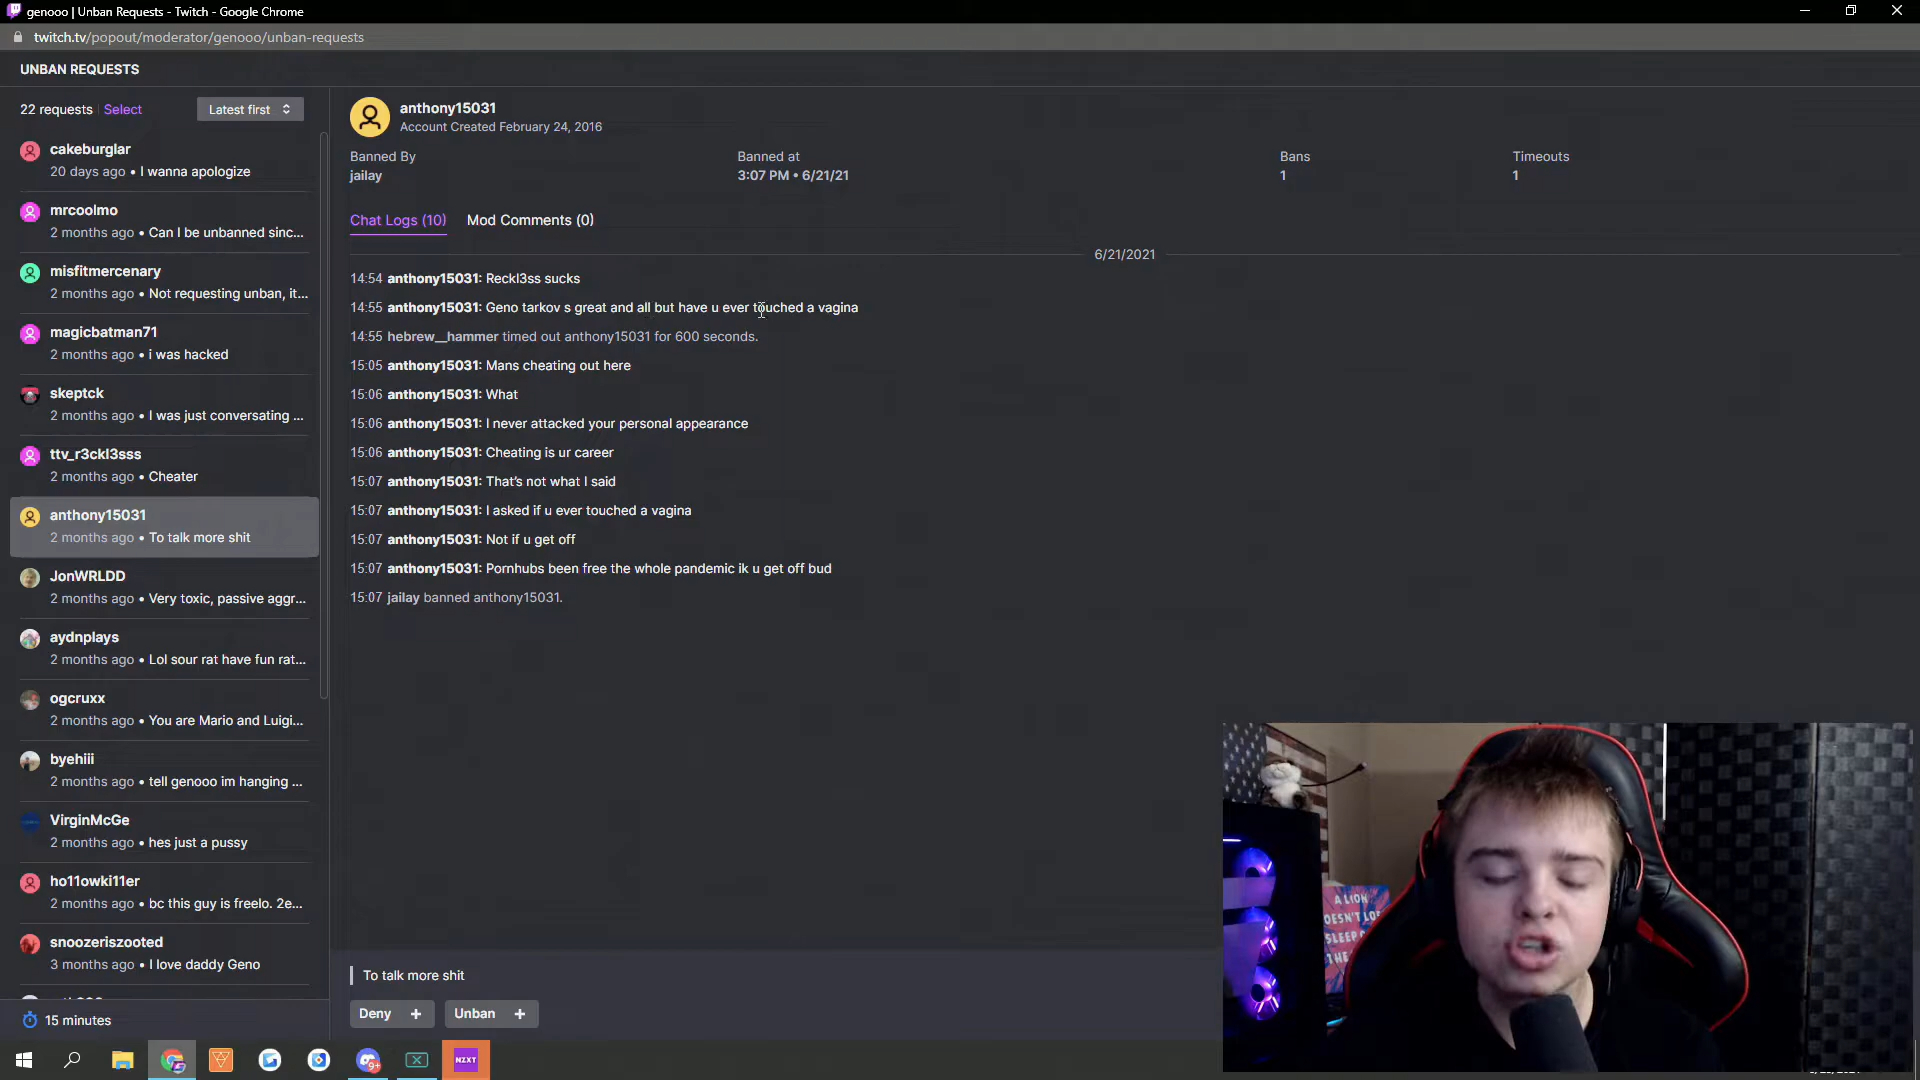 genooo | Unban Requests - Twitch - Google Chrome
twitch.tv/popout/moderator/genooo/unban-requests
UNBAN REQUESTS
22 requests Select Latest first
cakeburglar
20 days ago • I wanna apologize
mrcoolmo
2 months ago • Can I be unbanned sinc...
misfitmercenary
2 months ago • Not requesting unban, it...
magicbatman71
2 months ago • i was hacked
skeptck
2 months ago • I was just conversating ...
ttv_r3ckl3sss
2 months ago • Cheater
anthony15031
2 months ago • To talk more shit
JonWRLDD
2 months ago • Very toxic, passive aggr...
aydnplays
2 months ago • Lol sour rat have fun rat...
ogcruxx
2 months ago • You are Mario and Luigi...
byehiii
2 months ago • tell genooo im hanging ...
VirginMcGe
2 months ago • hes just a pussy
ho11owki11er
2 months ago • bc this guy is freelo. 2e...
snoozeriszooted
3 months ago • I love daddy Geno
15 minutes
anthony15031
Account Created February 24, 2016
Banned By Banned at Bans Timeouts
jailay 3:07 PM • 6/21/21 1 1
Chat Logs (10) Mod Comments (0)
6/21/2021
14:54 anthony15031: Reckl3ss sucks
14:55 anthony15031: Geno tarkov s great and all but have u ever touched a vagina
14:55 hebrew__hammer timed out anthony15031 for 600 seconds.
15:05 anthony15031: Mans cheating out here
15:06 anthony15031: What
15:06 anthony15031: I never attacked your personal appearance
15:06 anthony15031: Cheating is ur career
15:07 anthony15031: That's not what I said
15:07 anthony15031: I asked if u ever touched a vagina
15:07 anthony15031: Not if u get off
15:07 anthony15031: Pornhubs been free the whole pandemic ik u get off bud
15:07 jailay banned anthony15031.
To talk more shit
Deny + Unban +
A LION
SLEEP
THE
9+
NZXT